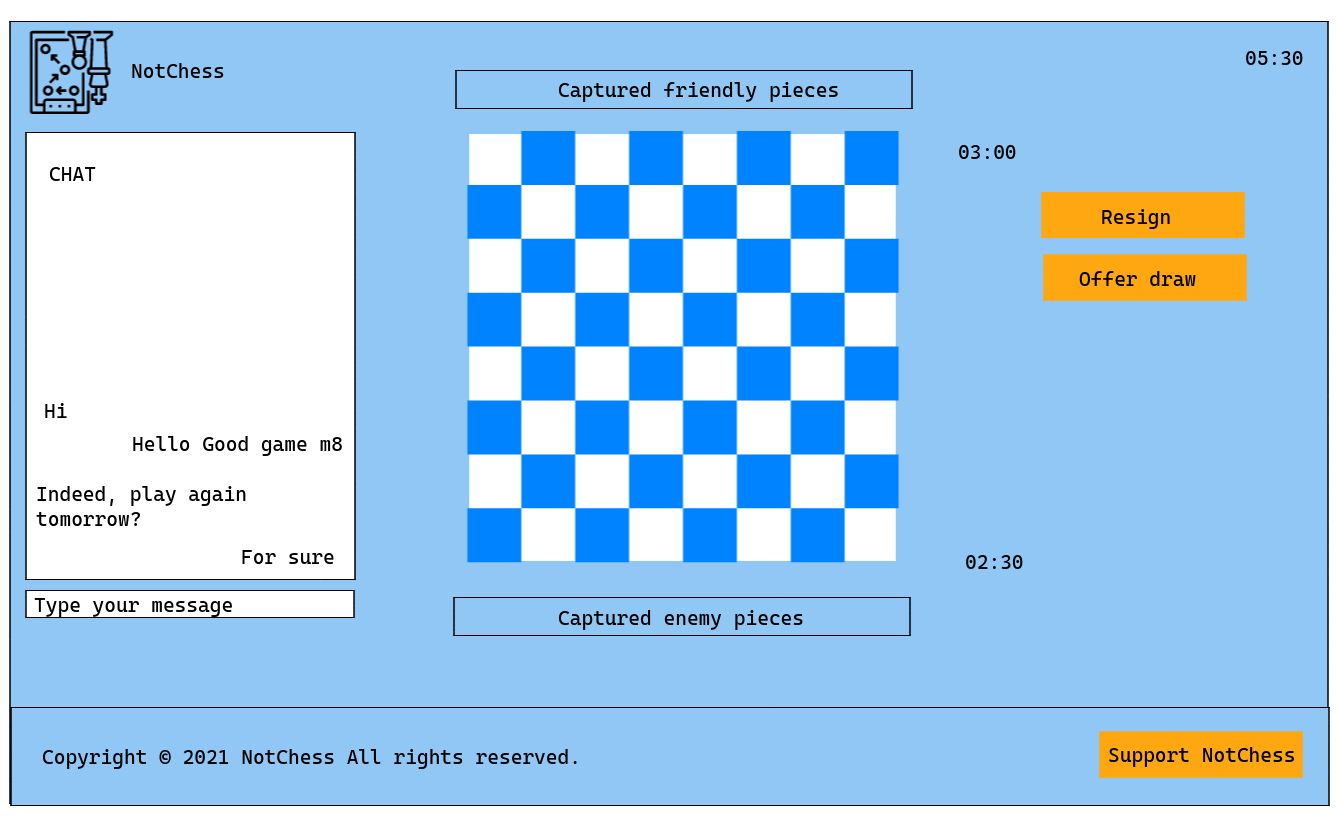 NotChess
05:30
Captured friendly pieces
CHAT
03:00
Resign
Offer draw
Hi
Hello Good game m8
Indeed, play again
tomorrow?
For sure
02:30
Type your message
Captured enemy pieces
Copyright © 2021 NotChess All rights reserved.
Support NotChess